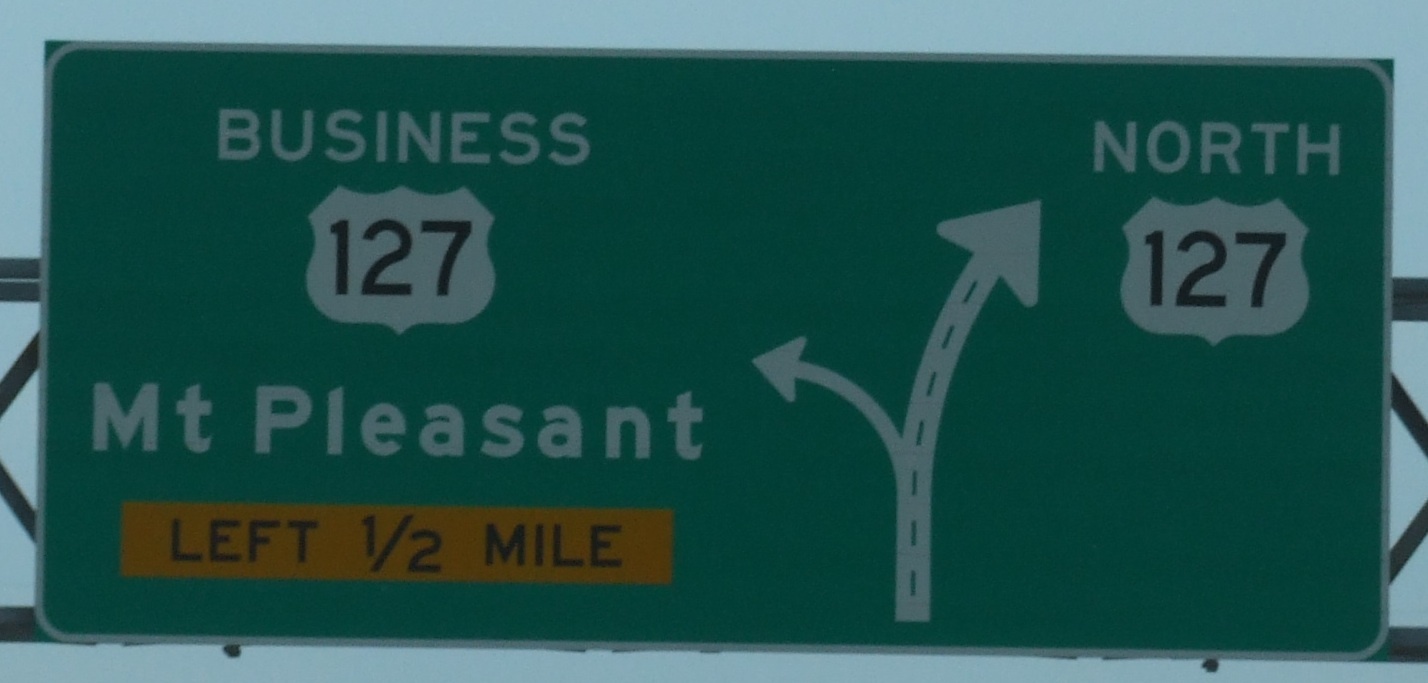 BUSINESS
127
Mt Pleasant
LEFT 1/2 MILE
NORTH
127